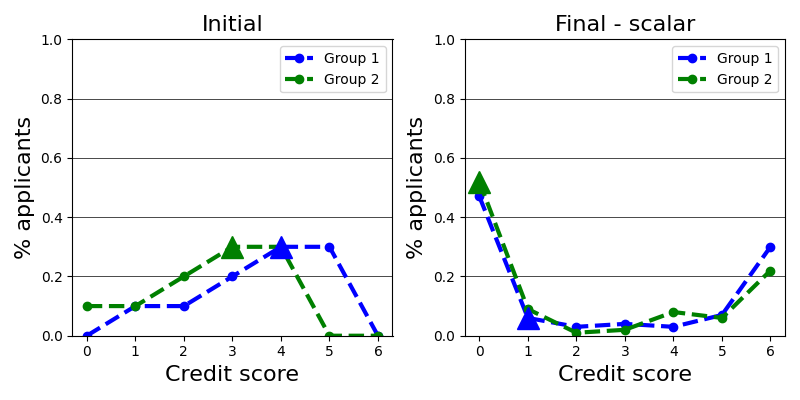 Initial
% applicants
1.0
0.8
0.6
0.4
0.2
0.0
Group 1
Group 2
0 1 2 3 4 5 6
Credit score
Final - scalar
% applicants
1.0
0.8
0.6
0.4
0.2
0.0
Group 1
Group 2
0 1 2 3 4 5 6
Credit score